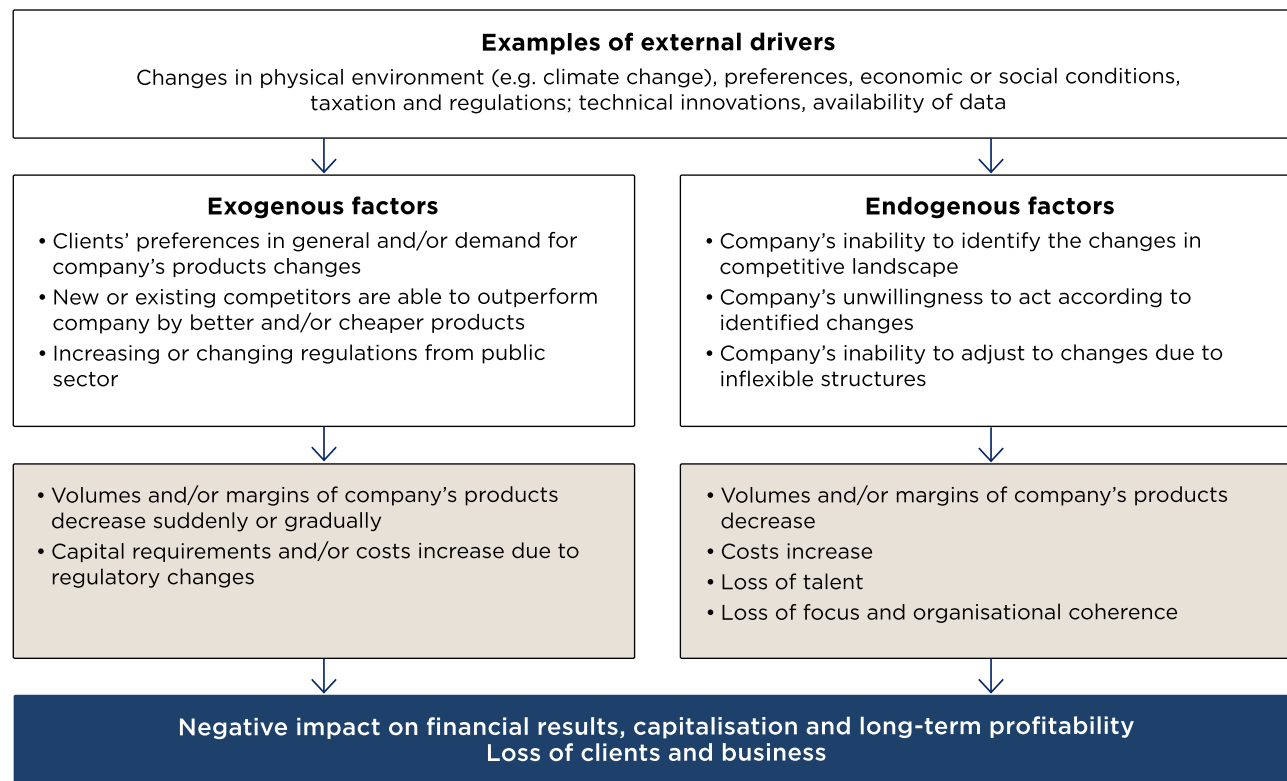 Examples of external drivers
Changes in physical environment (e.g. climate change), preferences, economic or social conditions,
taxation and regulations; technical innovations, availability of data
Exogenous factors
• Clients’ preferences in general and/or demand for
company’s products changes
• New or existing competitors are able to outperform
company by better and/or cheaper products
• Increasing or changing regulations from public
sector
Endogenous factors
• Company’s inability to identify the changes in
competitive landscape
• Company’s unwillingness to act according to
identified changes
• Company’s inability to adjust to changes due to
inflexible structures
• Volumes and/or margins of company’s products
decrease suddenly or gradually
• Capital requirements and/or costs increase due to
regulatory changes
• Volumes and/or margins of company’s products
decrease
• Costs increase
• Loss of talent
• Loss of focus and organisational coherence
Negative impact on financial results, capitalisation and long-term profitability
Loss of clients and business